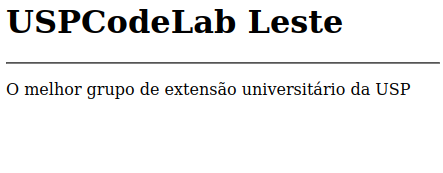 USPCodeLab Leste
O melhor grupo de extensão universitário da USP